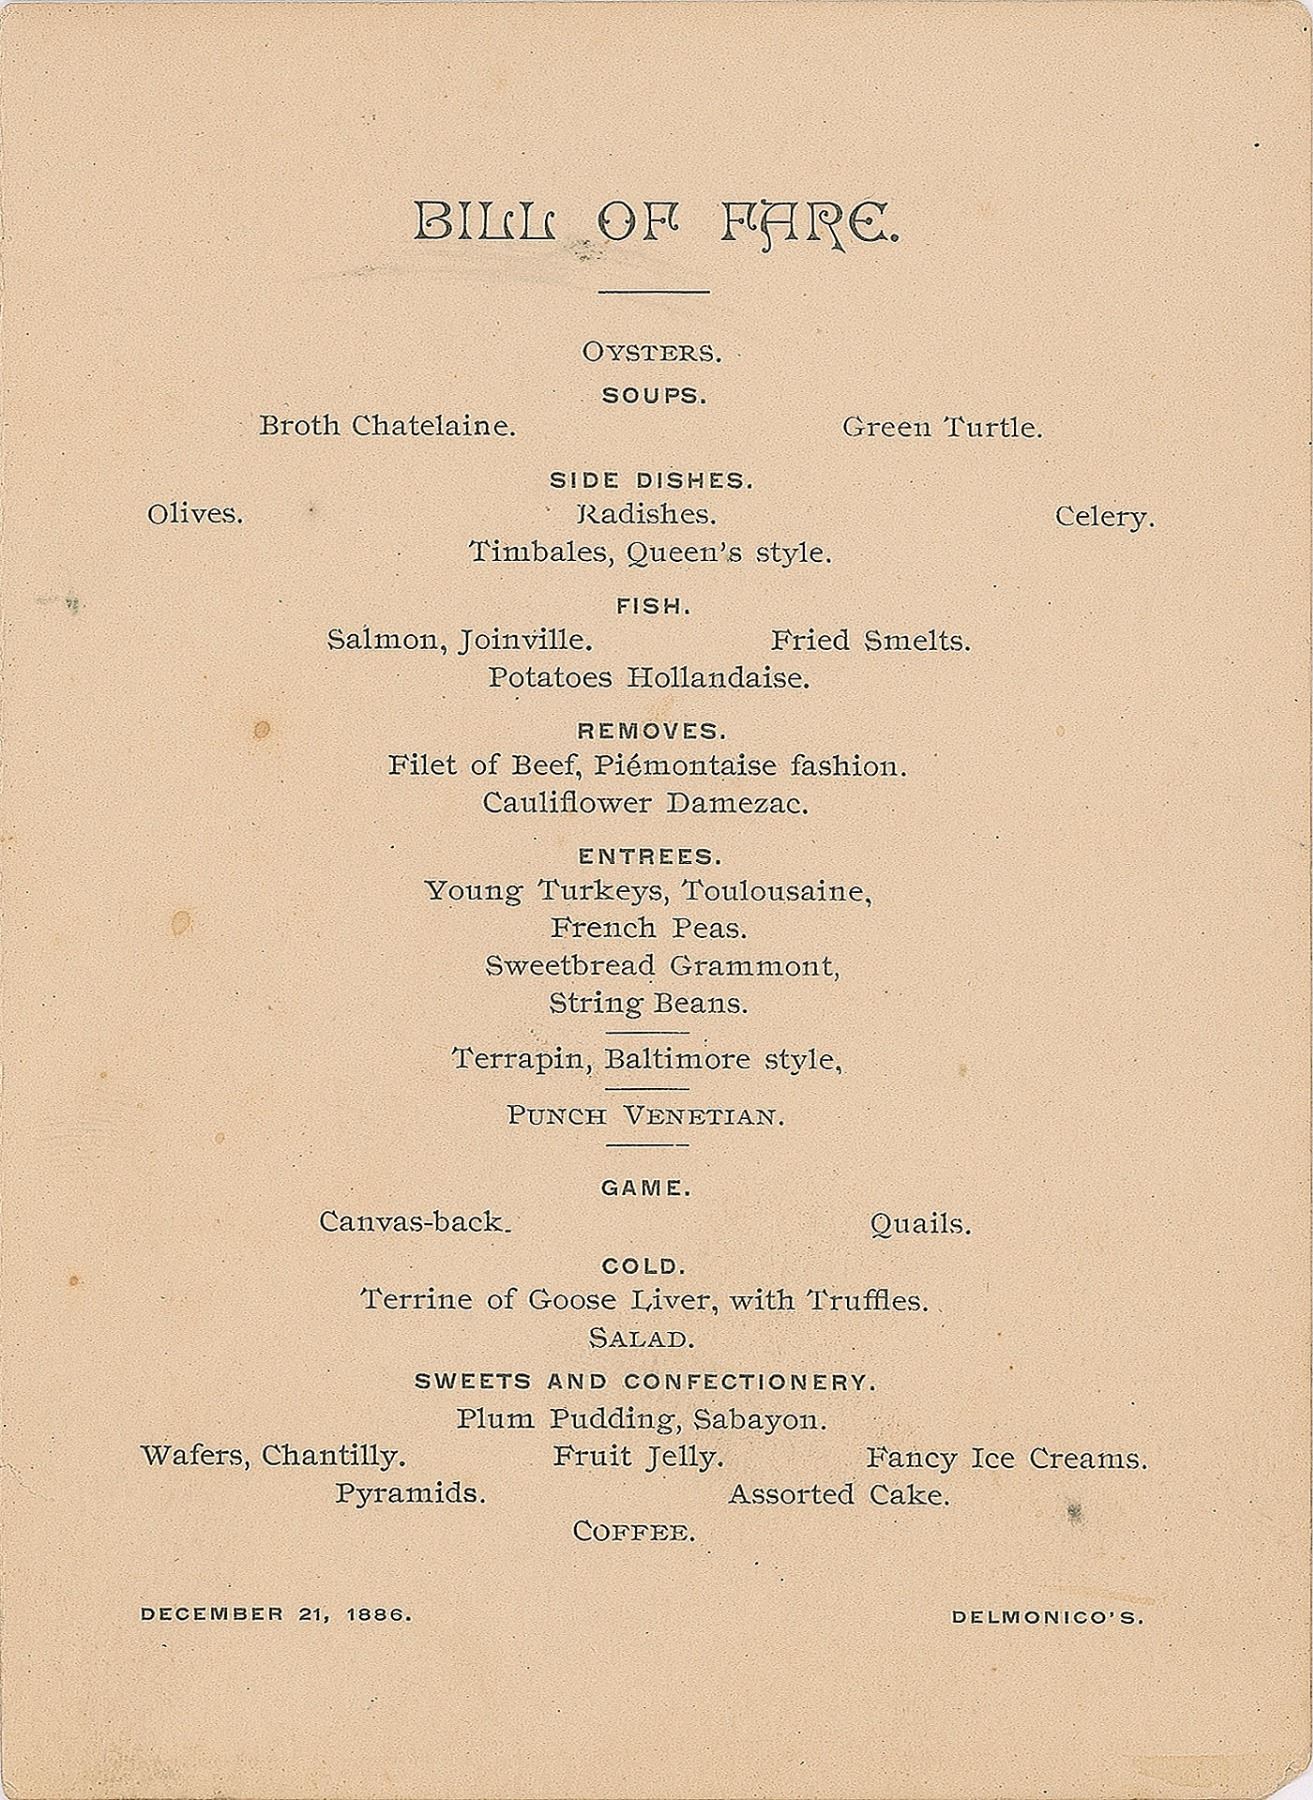 BILL OF FARE.
OYSTERS.
SOUPS.
Broth Chatelaine. Green Turtle.
SIDE DISHES.
Olives. Radishes. Celery.
Timbales, Queen's style.
FISH.
Salmon, Joinville. Fried Smelts.
Potatoes Hollandaise.
REMOVES.
Filet of Beef, Piémontaise fashion.
Cauliflower Damezac.
ENTREES.
Young Turkeys, Toulousaine,
French Peas.
Sweetbread Grammont,
String Beans.
Terrapin, Baltimore style,
PUNCH VENETIAN.
GAME.
Canvas-back. Quails.
COLD.
Terrine of Goose Liver, with Truffles.
SALAD.
SWEETS AND CONFECTIONERY.
Plum Pudding, Sabayon.
Wafers, Chantilly. Fruit Jelly. Fancy Ice Creams.
Pyramids. Assorted Cake.
COFFEE.
DECEMBER 21, 1886. DELMONICO'S.